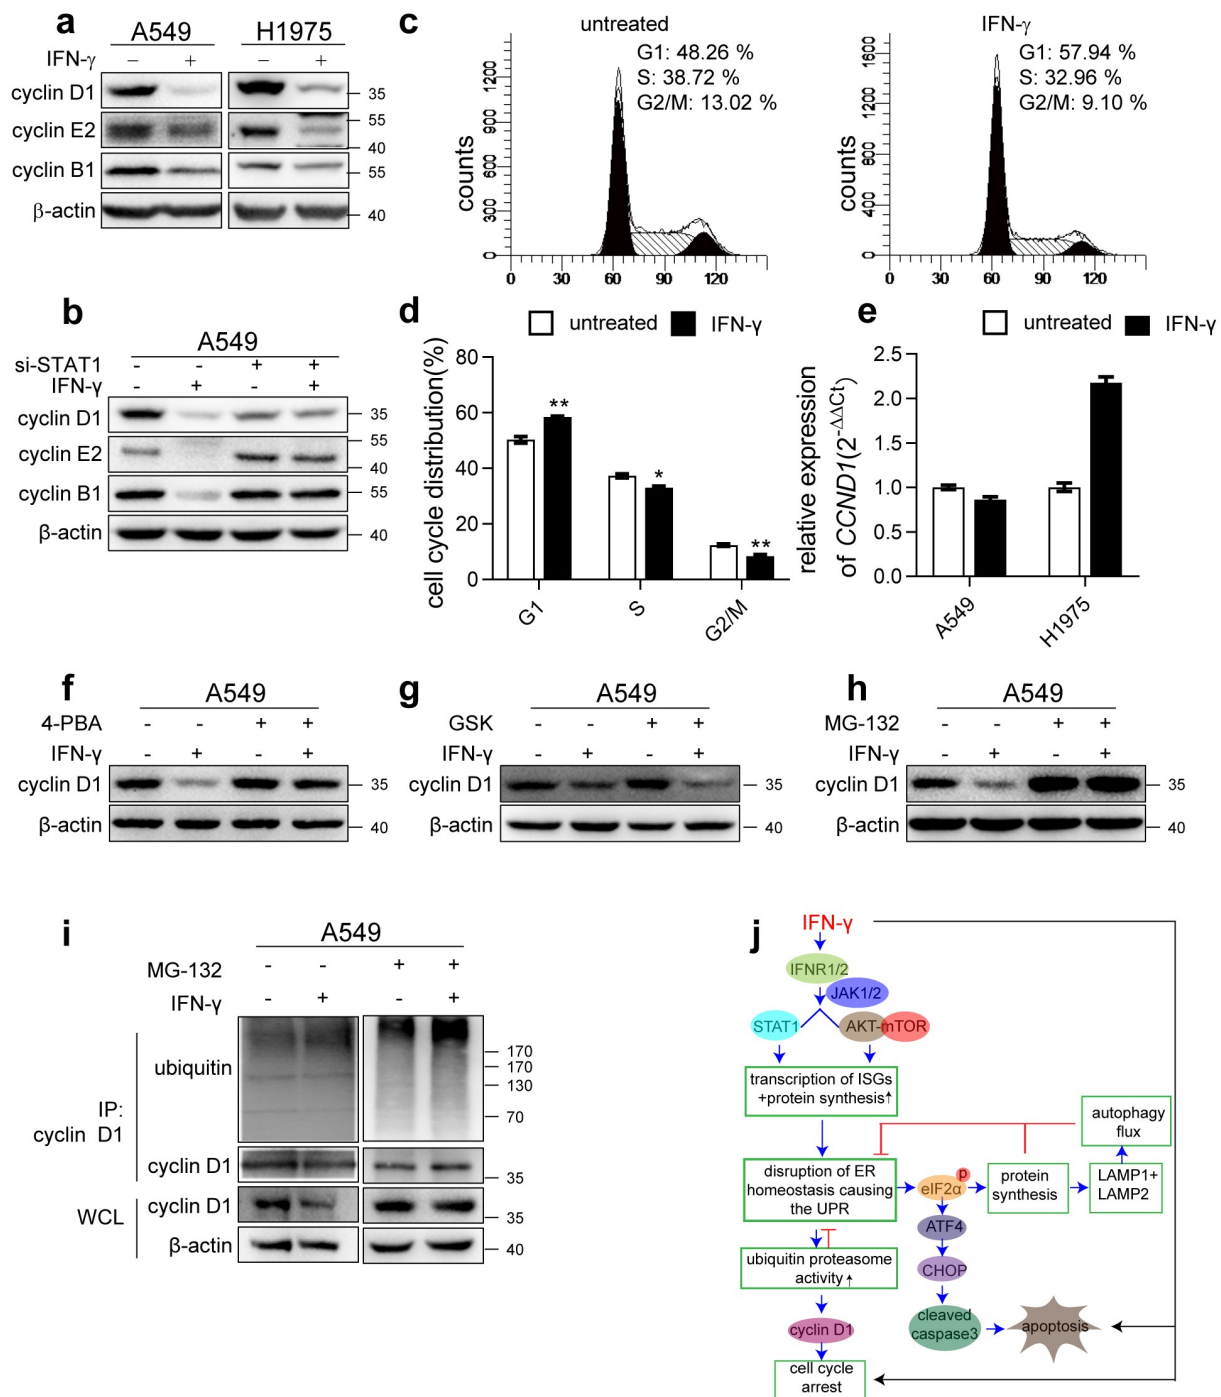 a
A549 H1975
IFN-γ − + − +
cyclin D1 35
cyclin E2 55
40
cyclin B1 55
β-actin 40
b
A549
si-STAT1 - - + +
IFN-γ - + - +
cyclin D1 35
cyclin E2 55
40
cyclin B1 55
β-actin 40
c
untreated
G1: 48.26 %
S: 38.72 %
G2/M: 13.02 %
counts
1200
900
600
300
0
0 30 60 90 120
IFN-γ
G1: 57.94 %
S: 32.96 %
G2/M: 9.10 %
counts
1600
1200
800
400
0
0 30 60 90 120
d
untreated IFN-γ
cell cycle distribution(%)
80
60
40
20
0
** * **
G1 S G2/M
e
untreated IFN-γ
relative expression
of CCND1(2-ΔΔCt)
2.5
2.0
1.5
1.0
0.5
0.0
A549 H1975
f
A549
4-PBA - - + +
IFN-γ - + - +
cyclin D1 35
β-actin 40
g
A549
GSK - - + +
IFN-γ - + - +
cyclin D1 35
β-actin 40
h
A549
MG-132 - - + +
IFN-γ - + - +
cyclin D1 35
β-actin 40
i
A549
MG-132 - - + +
IFN-γ - + - +
IP:
cyclin D1
ubiquitin
170
170
130
70
cyclin D1 35
WCL
cyclin D1 35
β-actin 40
j
IFN-γ
IFNR1/2
JAK1/2
STAT1 AKT-mTOR
transcription of ISGs
+protein synthesis↑
disruption of ER
homeostasis causing
the UPR
p
eIF2α
protein
synthesis
LAMP1+
LAMP2
autophagy
flux
ATF4
CHOP
cleaved
caspase3
apoptosis
ubiquitin proteasome
activity↑
cyclin D1
cell cycle
arrest